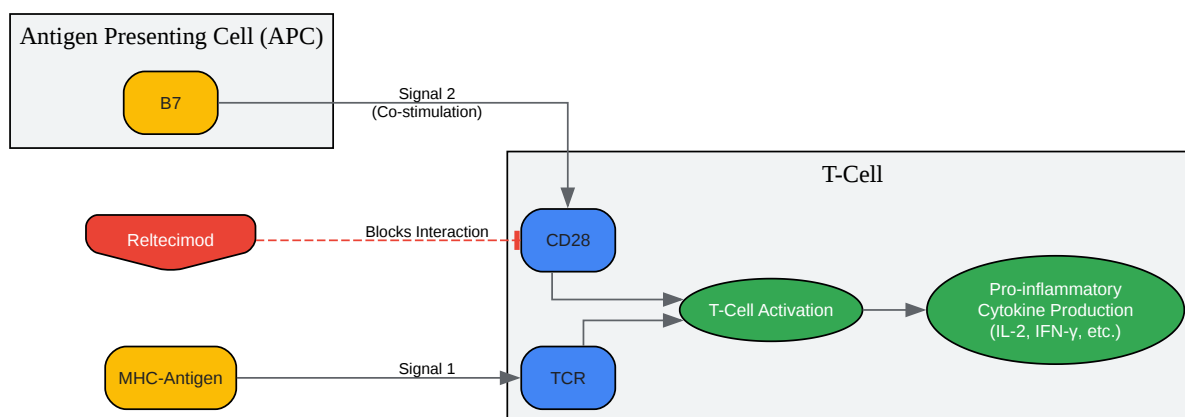 Antigen Presenting Cell (APC)
B7
Signal 2
(Co-stimulation)
T-Cell
Reltecimod
Blocks Interaction
CD28
T-Cell Activation
Pro-inflammatory
Cytokine Production
(IL-2, IFN-γ, etc.)
MHC-Antigen
Signal 1
TCR